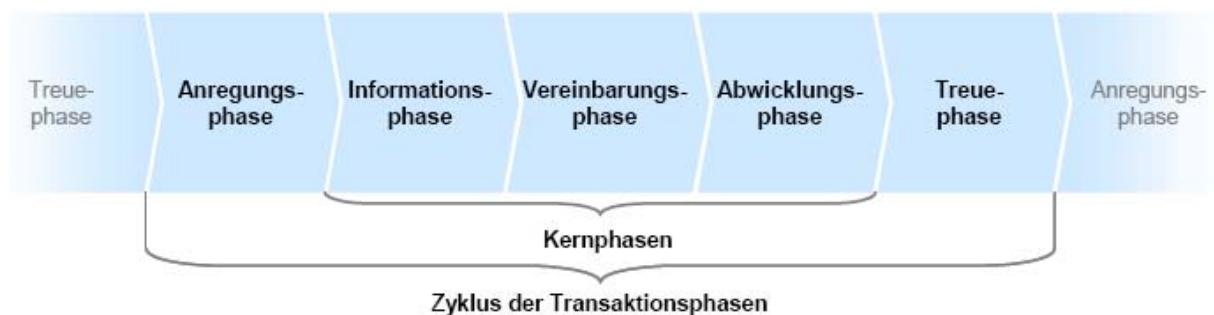 Treue-
phase
Anregungs-
phase
Informations-
phase
Vereinbarungs-
phase
Abwicklungs-
phase
Treue-
phase
Anregungs-
phase
Kernphasen
Zyklus der Transaktionsphasen